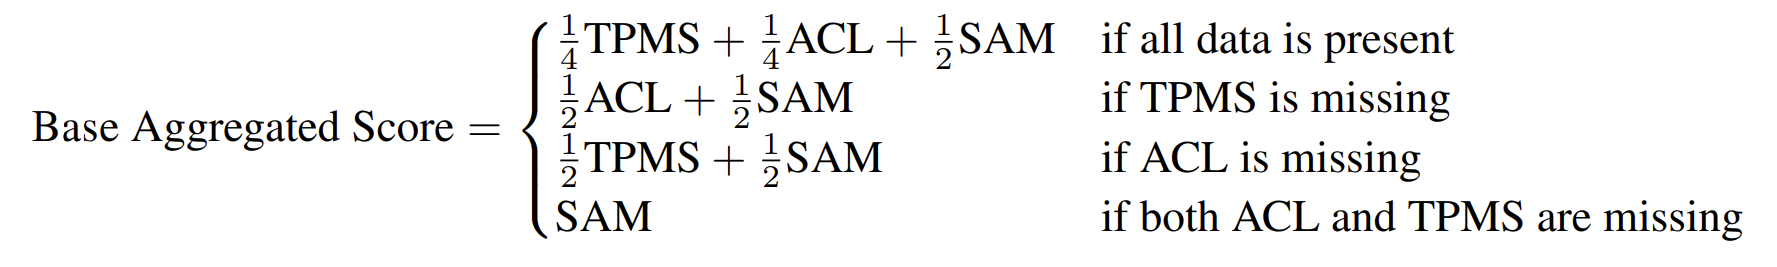 Base Aggregated Score = { 1/4 TPMS + 1/4 ACL + 1/2 SAM if all data is present
1/2 ACL + 1/2 SAM if TPMS is missing
1/2 TPMS + 1/2 SAM if ACL is missing
SAM if both ACL and TPMS are missing